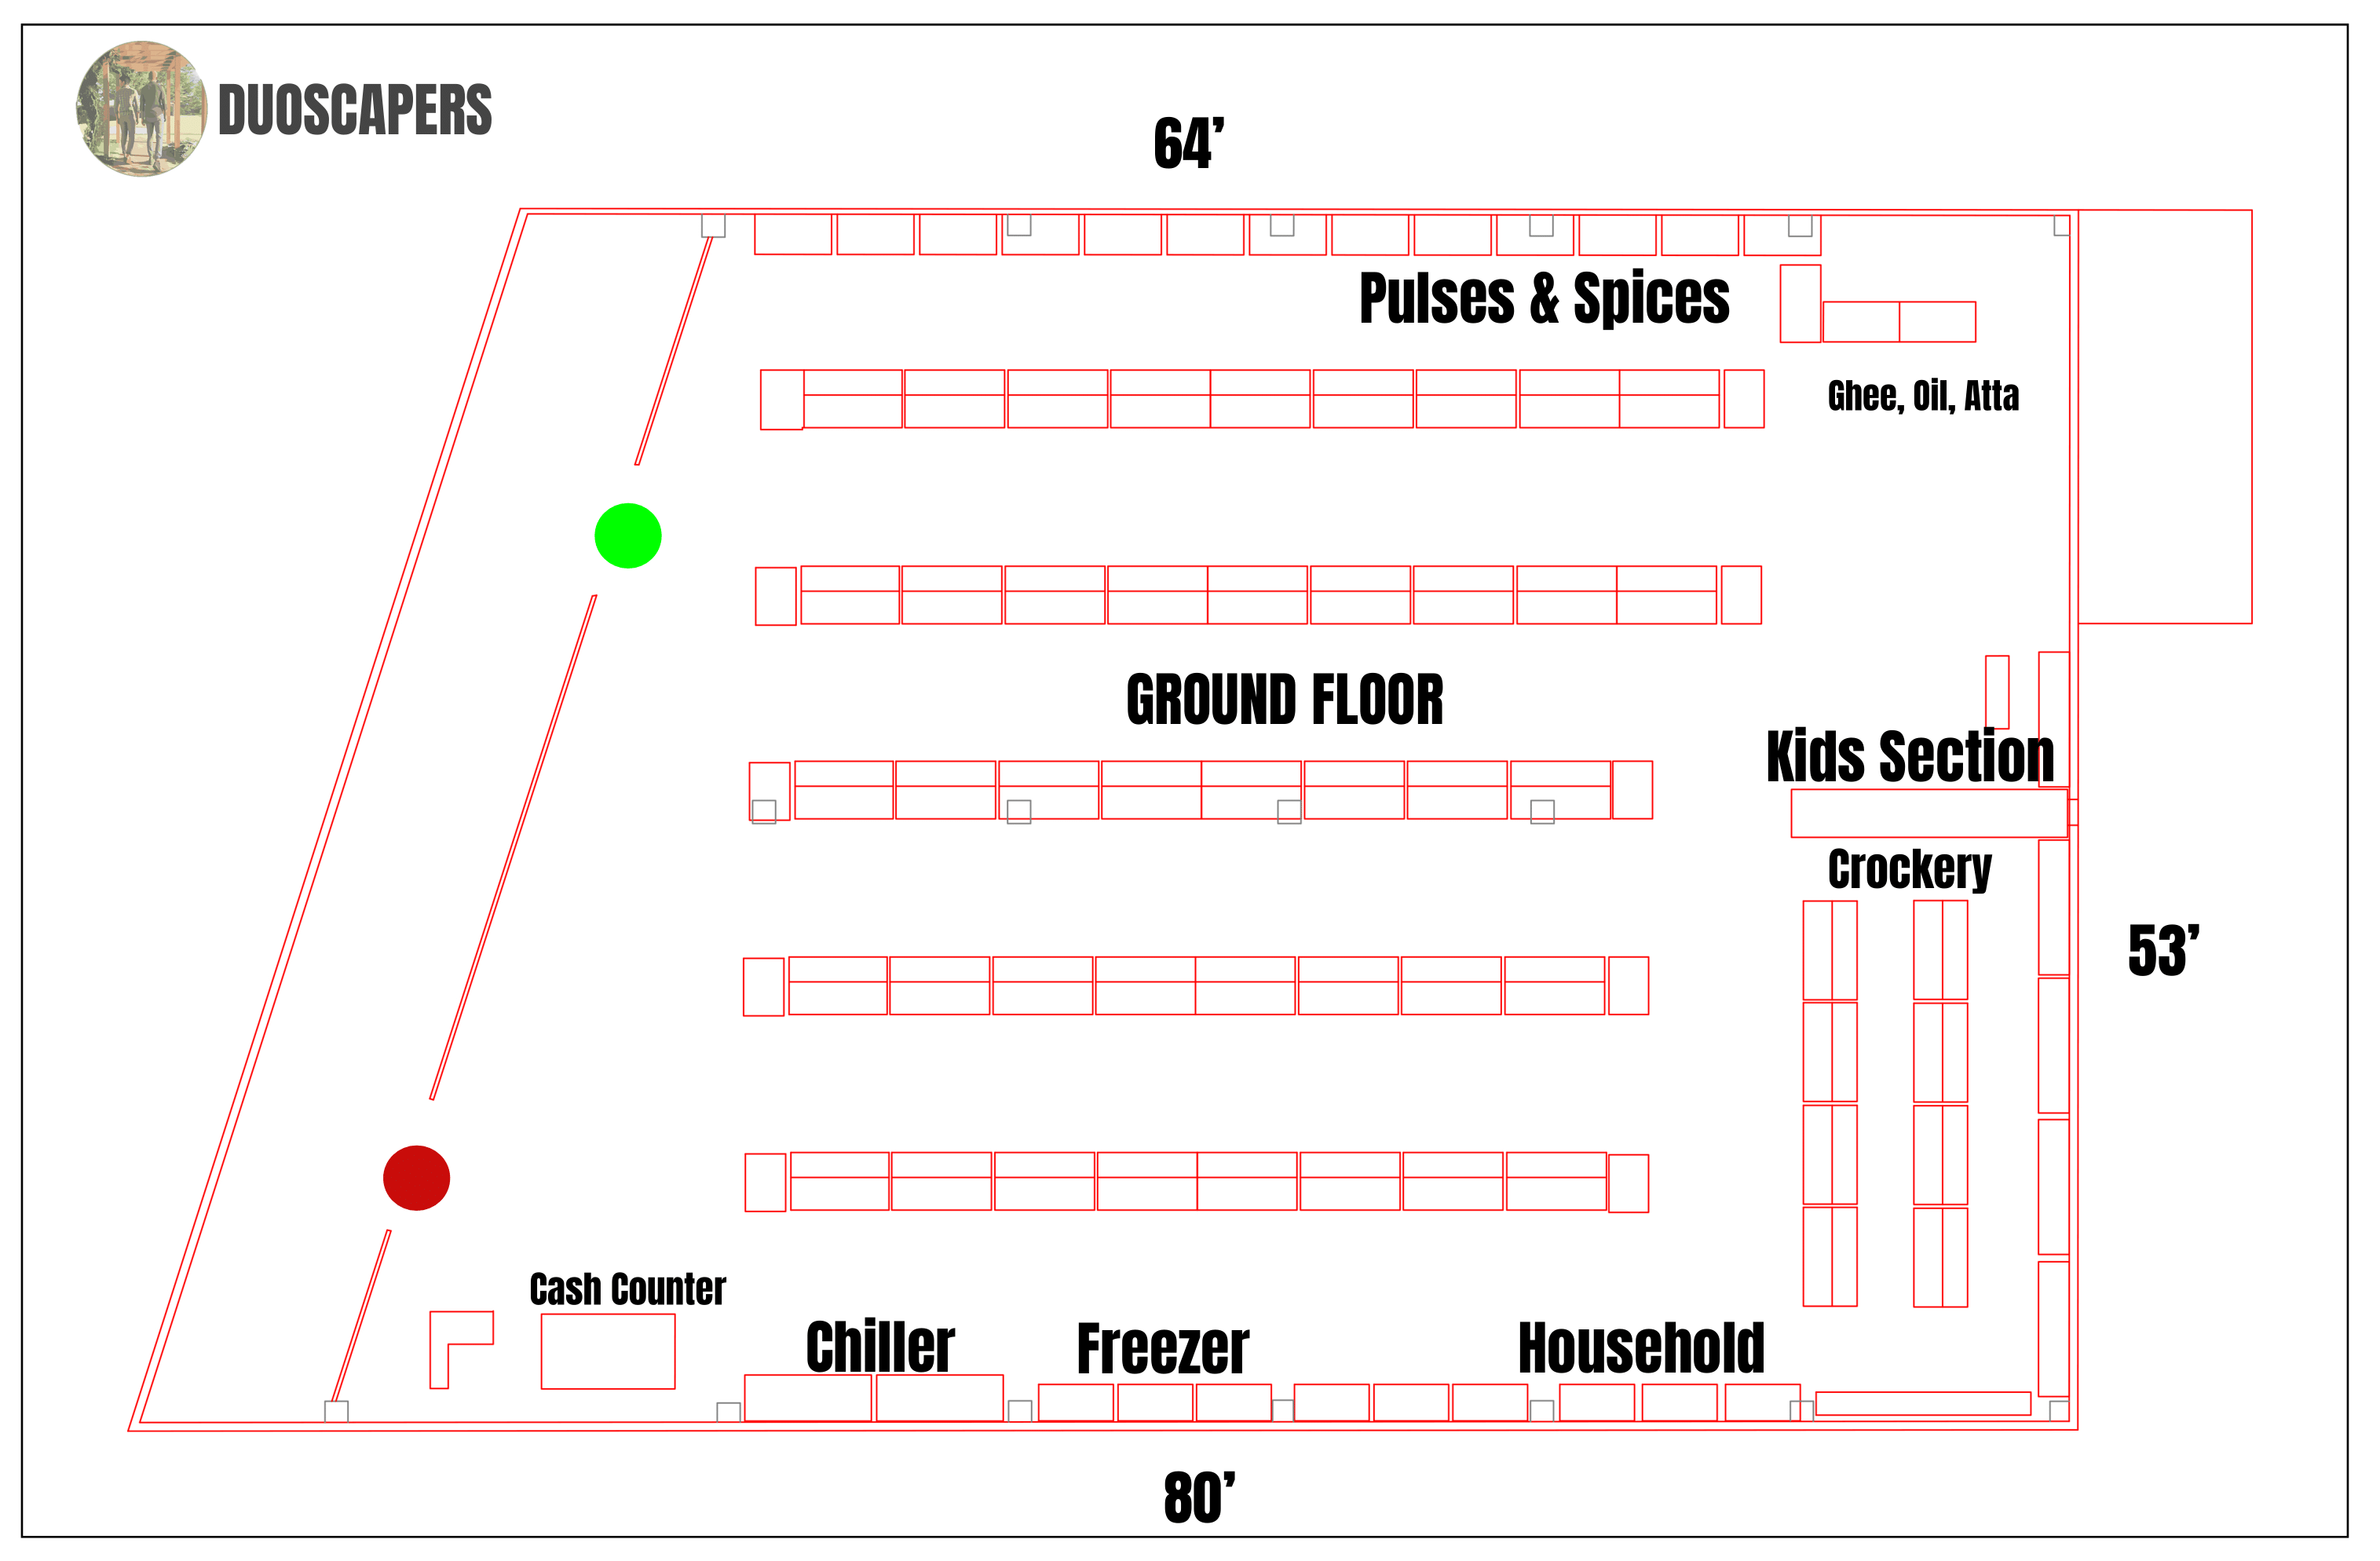 DUOSCAPERS
64’
Pulses & Spices
Ghee, Oil, Atta
GROUND FLOOR
Kids Section
Crockery
53’
Cash Counter
Chiller
Freezer
Household
80’